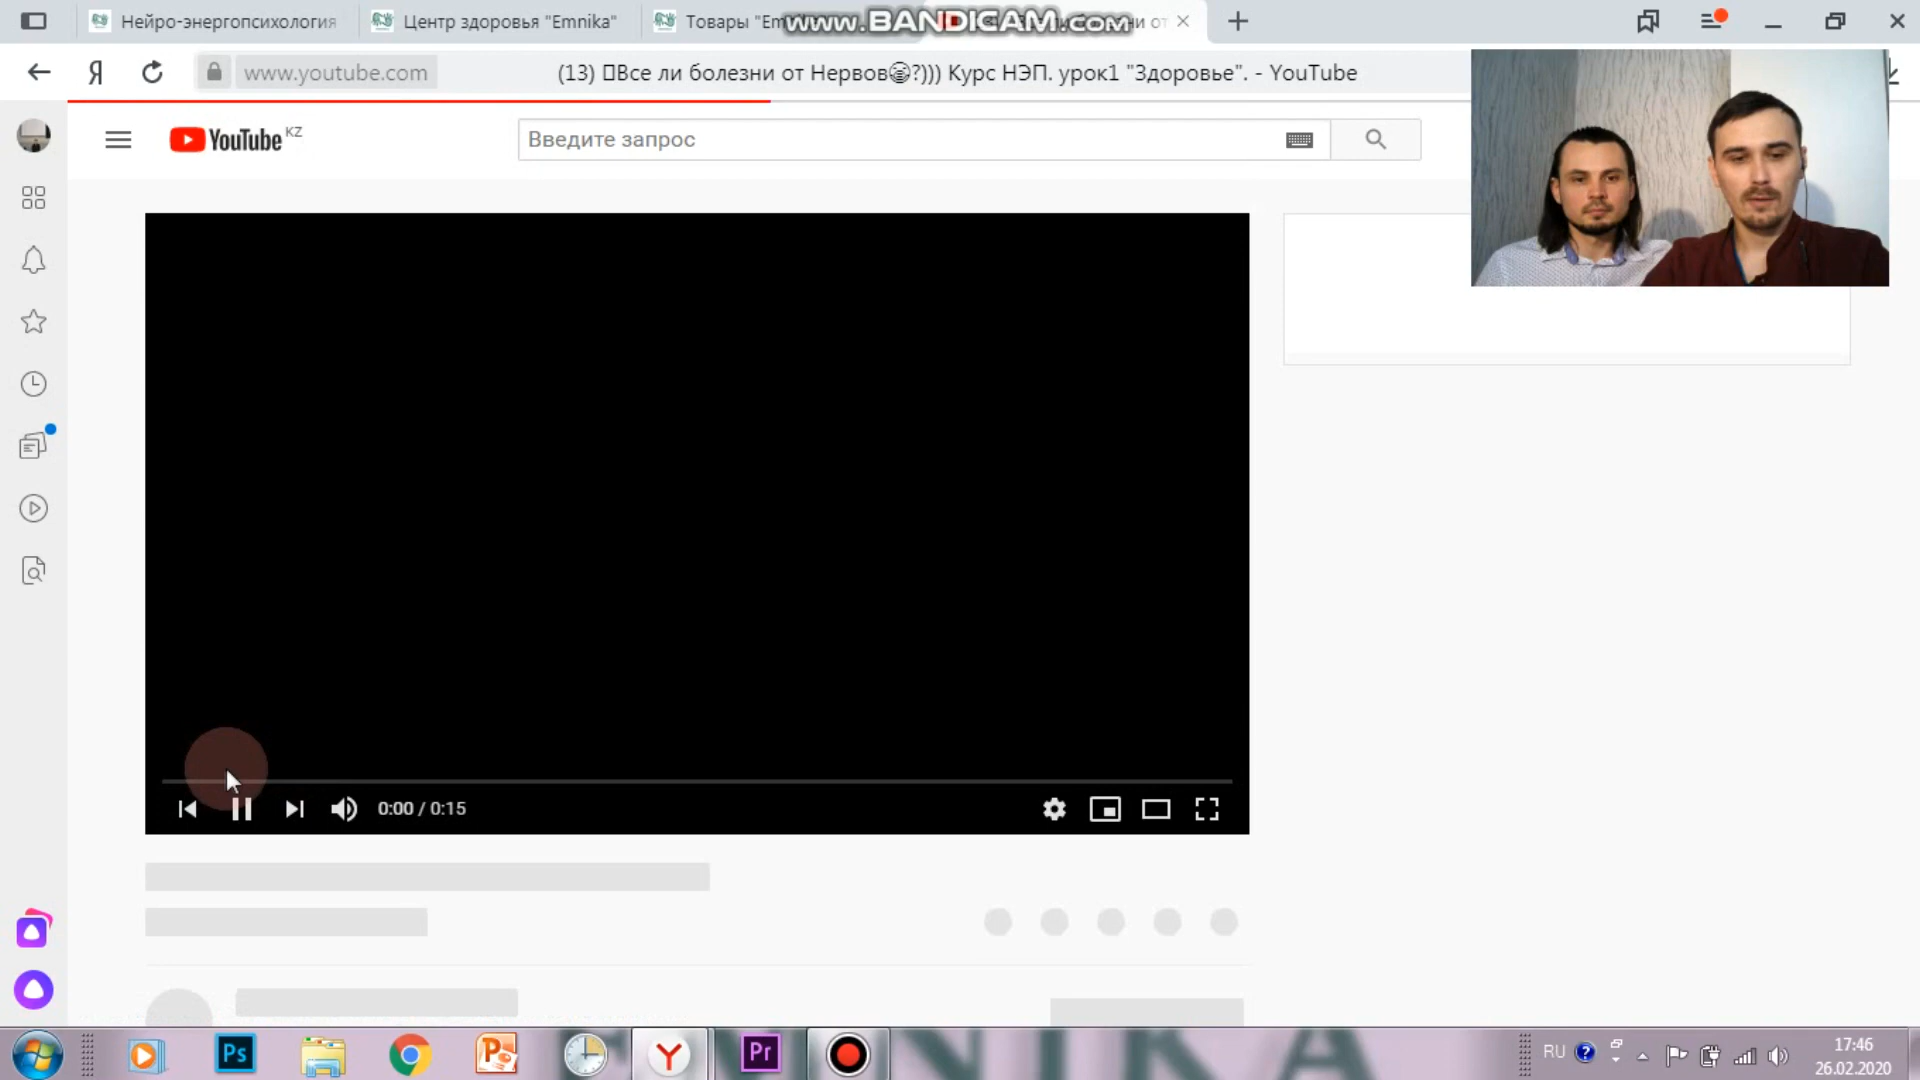 Нейро-энергопсихология
Центр здоровья "Emnika"
Товары "Em
www.BANDICAM.com
www.youtube.com
(13) Все ли болезни от Нервов😭?))) Курс НЭП. урок1 "Здоровье". - YouTube
YouTube KZ
Введите запрос
0:00 / 0:15
Ps
Pr
RU
17:46
26.02.2020